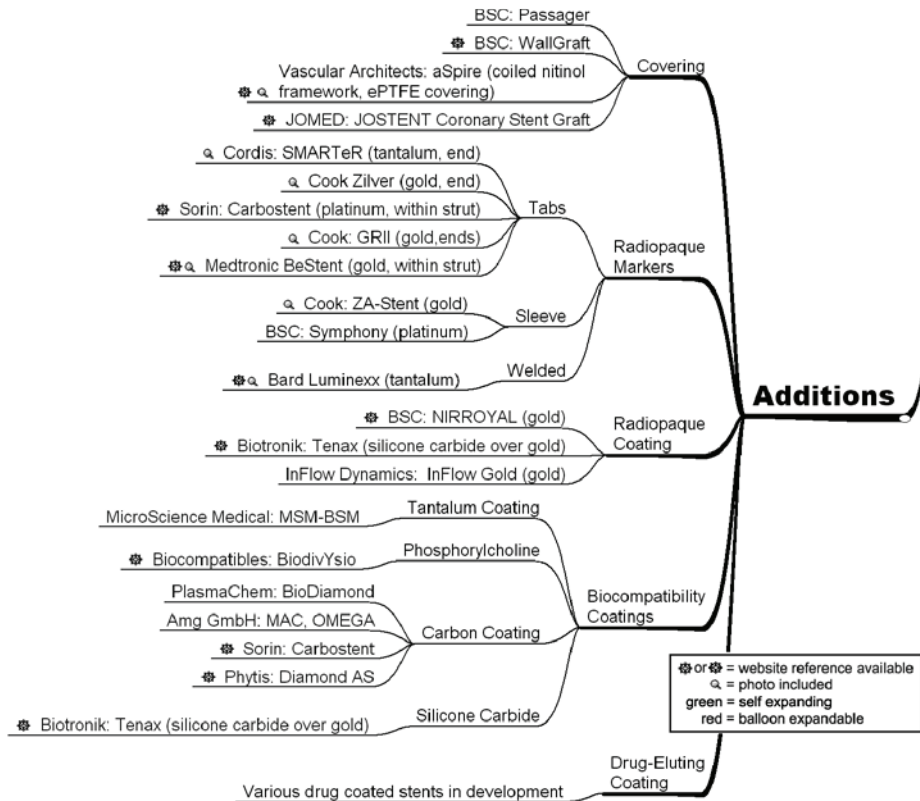 BSC: Passager
BSC: WallGraft
Vascular Architects: aSpire (coiled nitinol
framework, ePTFE covering)
JOMED: JOSTENT Coronary Stent Graft
Covering
Cordis: SMARTeR (tantalum, end)
Cook Zilver (gold, end)
Sorin: Carbostent (platinum, within strut)
Cook: GRII (gold,ends)
Medtronic BeStent (gold, within strut)
Tabs
Cook: ZA-Stent (gold)
BSC: Symphony (platinum)
Sleeve
Bard Luminexx (tantalum)
Welded
Radiopaque
Markers
BSC: NIRROYAL (gold)
Biotronik: Tenax (silicone carbide over gold)
InFlow Dynamics: InFlow Gold (gold)
Radiopaque
Coating
Additions
MicroScience Medical: MSM-BSM
Tantalum Coating
Biocompatibles: BiodivYsio
Phosphorylcholine
PlasmaChem: BioDiamond
Amg GmbH: MAC, OMEGA
Sorin: Carbostent
Phytis: Diamond AS
Carbon Coating
Biotronik: Tenax (silicone carbide over gold)
Silicone Carbide
Biocompatibility
Coatings
Various drug coated stents in development
Drug-Eluting
Coating
or = website reference available
= photo included
green = self expanding
red = balloon expandable